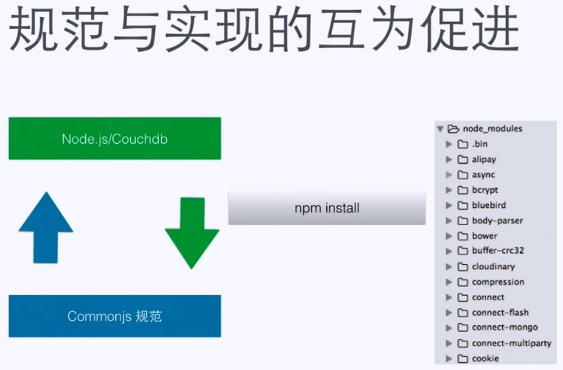 规范与实现的互为促进
Node.js/Couchdb
npm install
Commonjs 规范
node_modules
.bin
alipay
async
bcrypt
bluebird
body-parser
bower
buffer-crc32
cloudinary
compression
connect
connect-flash
connect-mongo
connect-multiparty
cookie